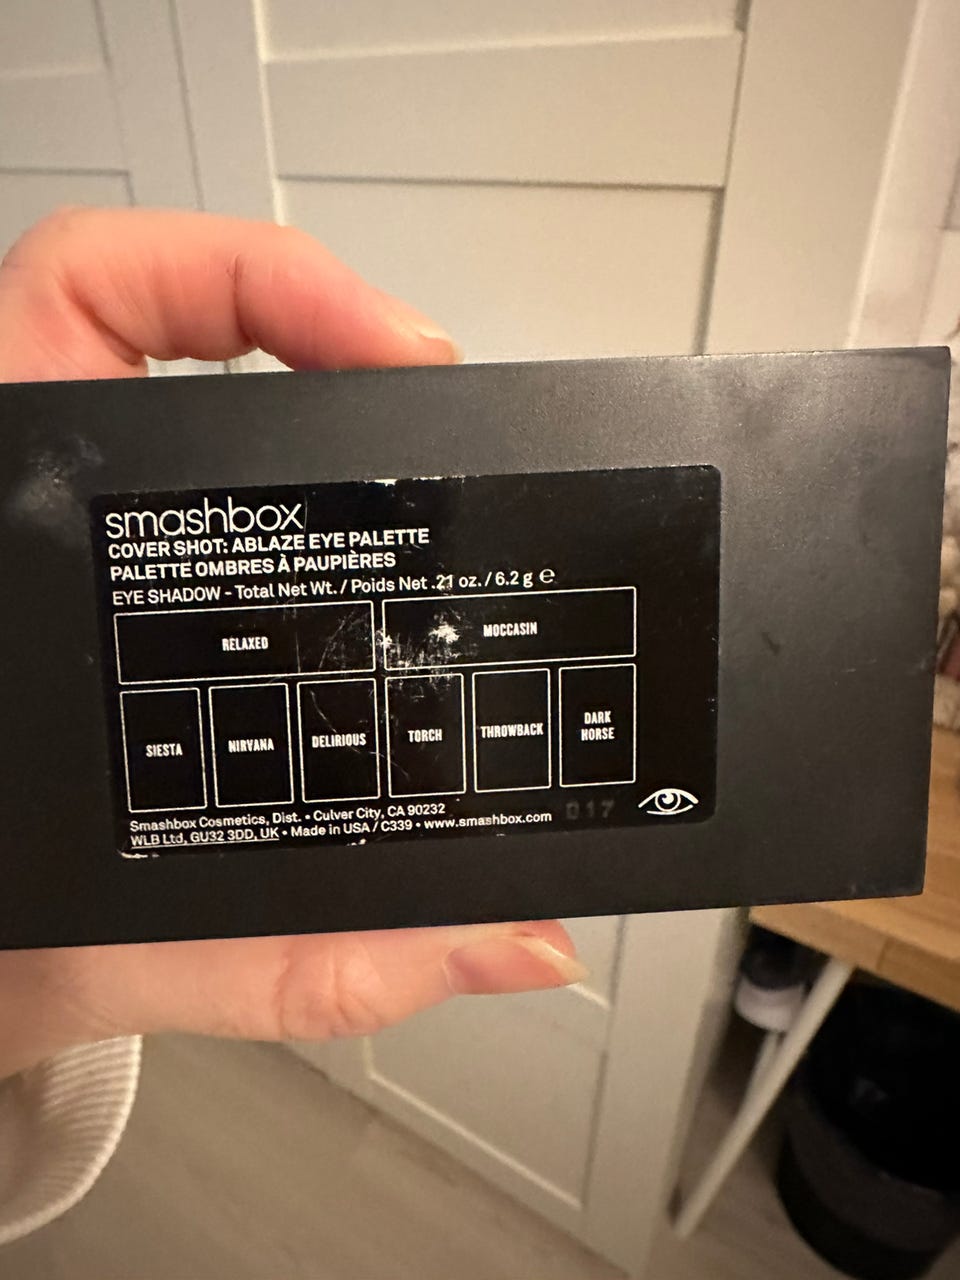 smashbox
COVER SHOT: ABLAZE EYE PALETTE
PALETTE OMBRES À PAUPIÈRES
EYE SHADOW - Total Net Wt. / Poids Net .21 oz. / 6.2 g ℮
RELAXED
MOCCASIN
SIESTA
NIRVANA
DELIRIOUS
TORCH
THROWBACK
DARK
HORSE
Smashbox Cosmetics, Dist. • Culver City, CA 90232
WLB Ltd, GU32 3DD, UK • Made in USA / C339 • www.smashbox.com
017